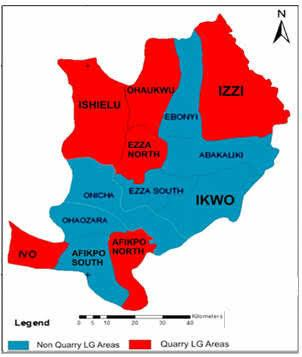 N
OHAUKWU
IZZI
ISHIELU
EBONYI
EZZA
NORTH
ABAKALIKI
EZZA SOUTH
ONICHA
IKWO
OHAOZARA
AFIKPO
NORTH
IVO
AFIKPO
SOUTH
0 5 10 20 30 40
Kilometers
Legend
Non Quarry LG Areas
Quarry LG Areas